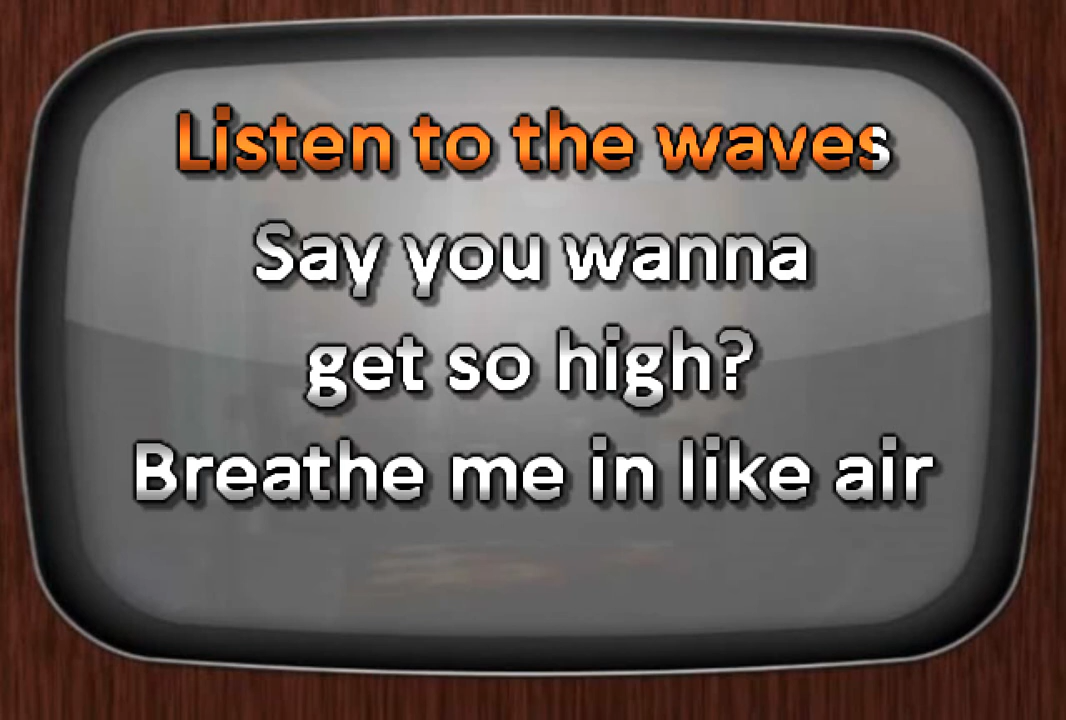 Listen to the waves
Say you wanna
get so high?
Breathe me in like air